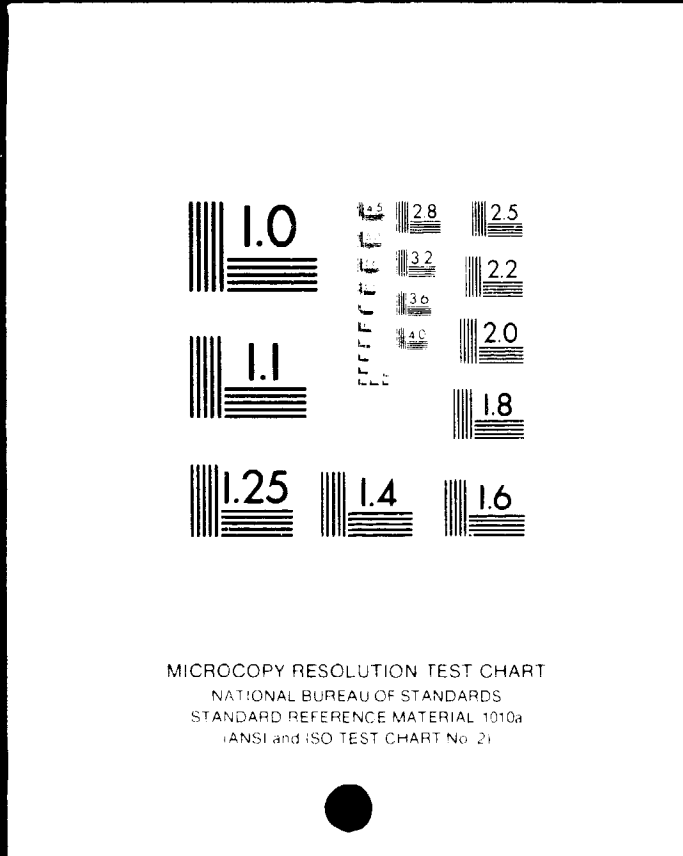 1.0
4.5 2.8 2.5
3.2 2.2
3.6
4.0 2.0
1.1
1.8
1.25 1.4 1.6
MICROCOPY RESOLUTION TEST CHART
NATIONAL BUREAU OF STANDARDS
STANDARD REFERENCE MATERIAL 1010a
(ANSI and ISO TEST CHART No. 2)